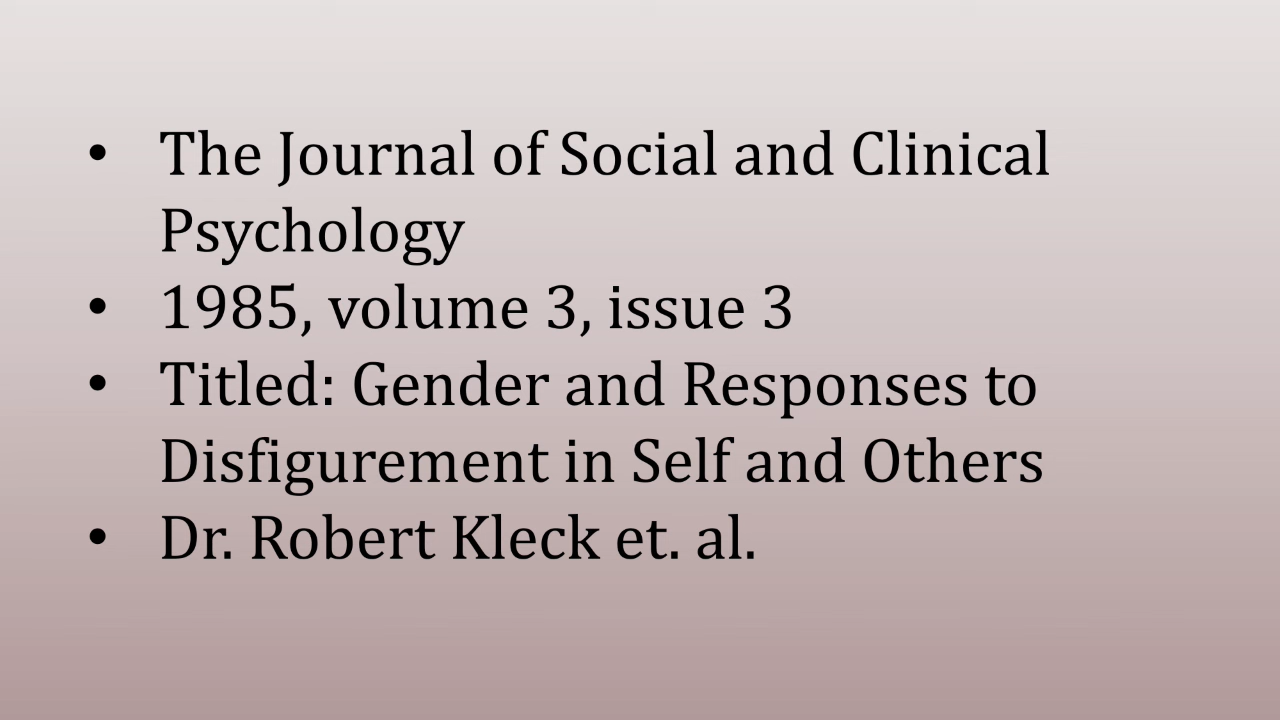 • The Journal of Social and Clinical
Psychology
• 1985, volume 3, issue 3
• Titled: Gender and Responses to
Disfigurement in Self and Others
• Dr. Robert Kleck et. al.